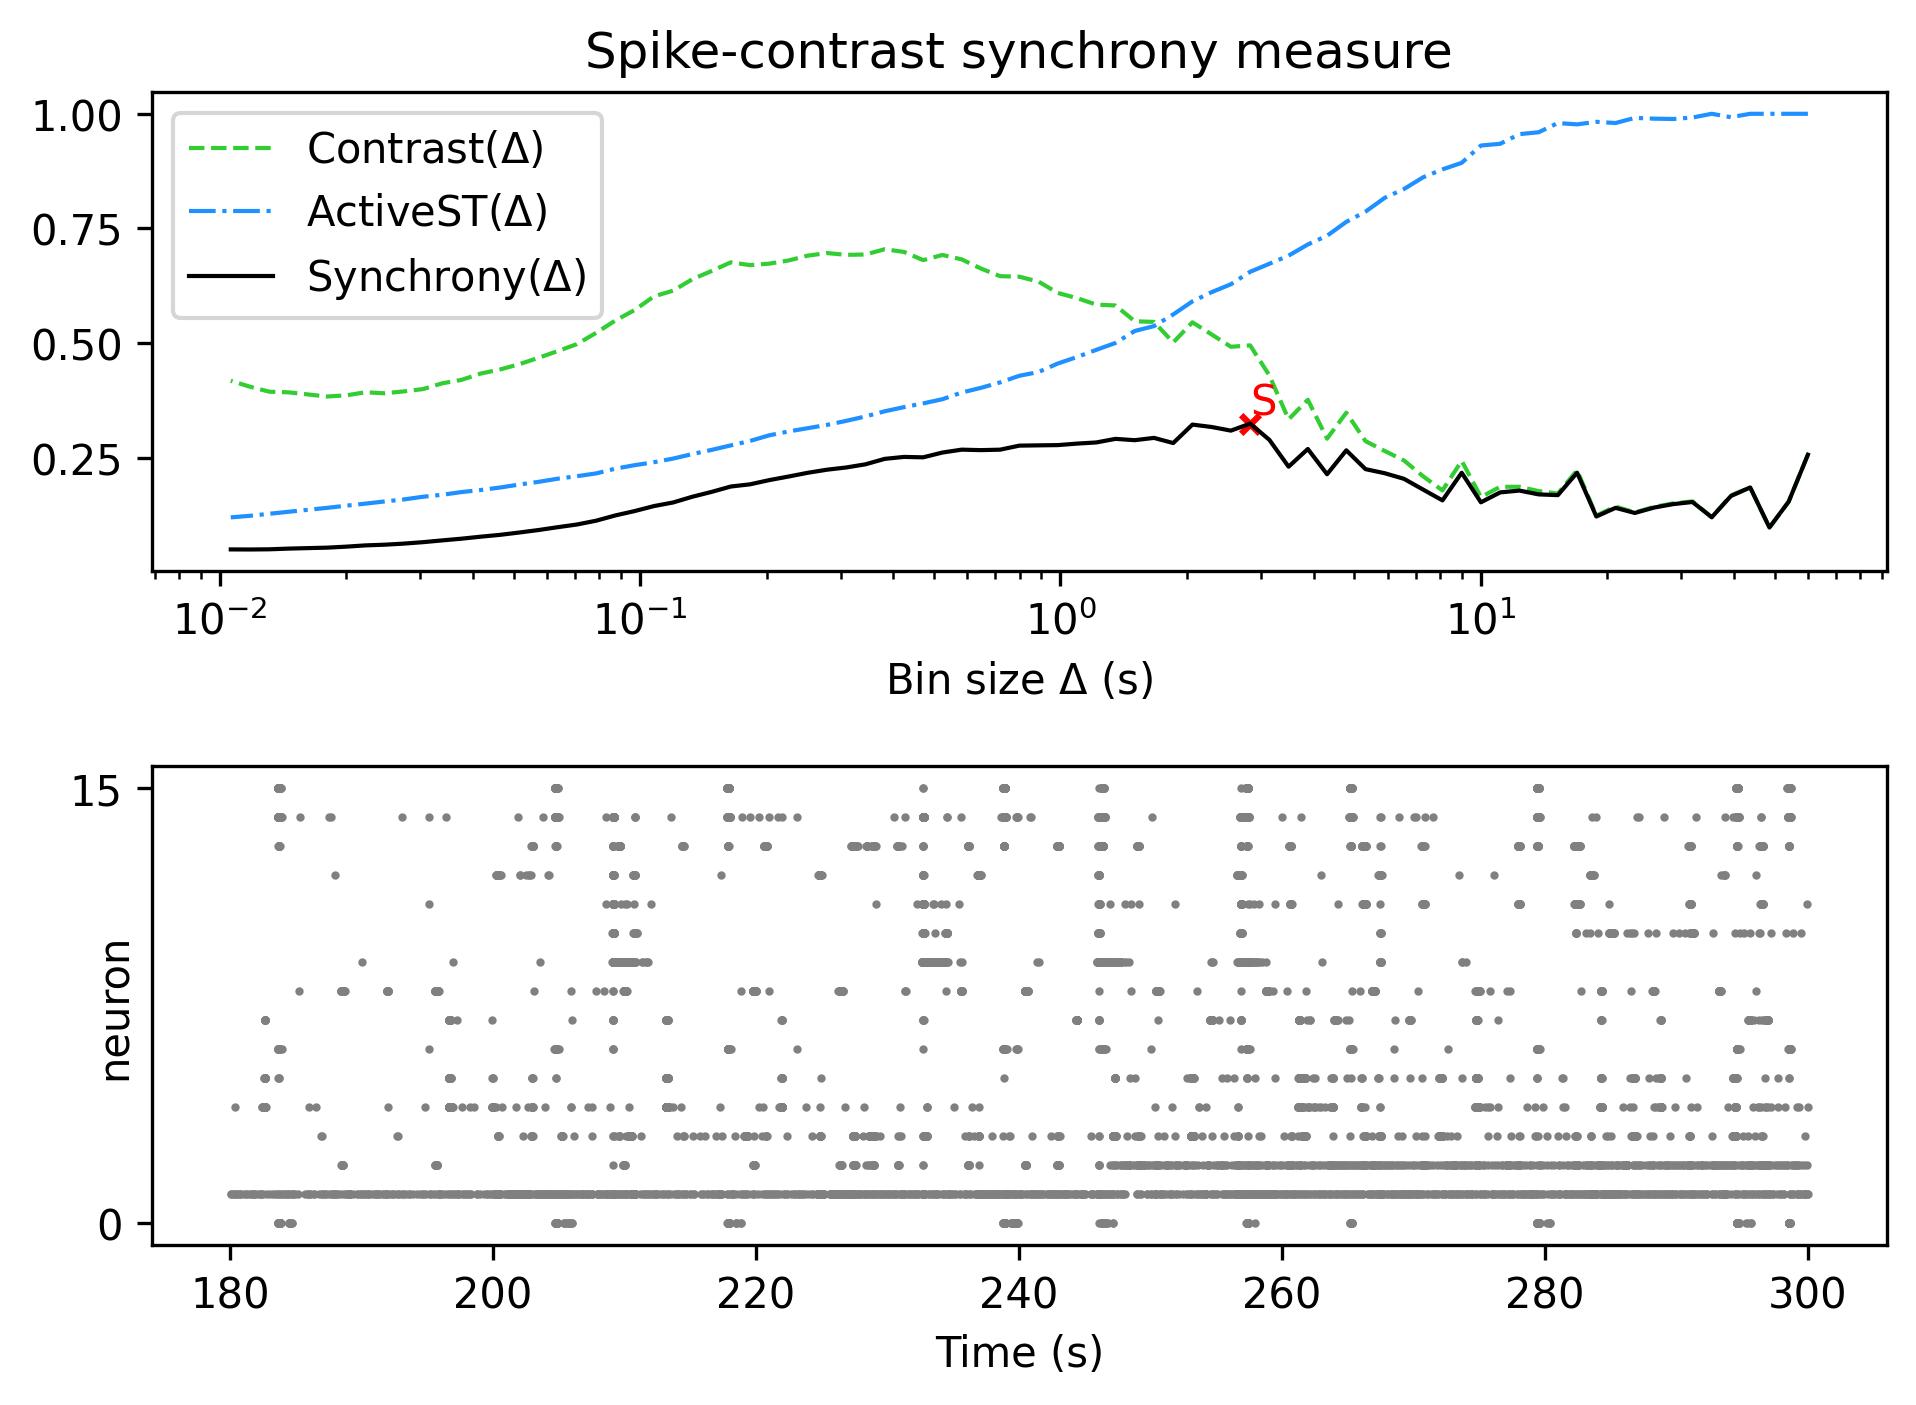 Spike-contrast synchrony measure
1.00
0.75
0.50
0.25
Contrast(Δ)
ActiveST(Δ)
Synchrony(Δ)
S
10⁻² 10⁻¹ 10⁰ 10¹
Bin size Δ (s)
15
0
neuron
180 200 220 240 260 280 300
Time (s)